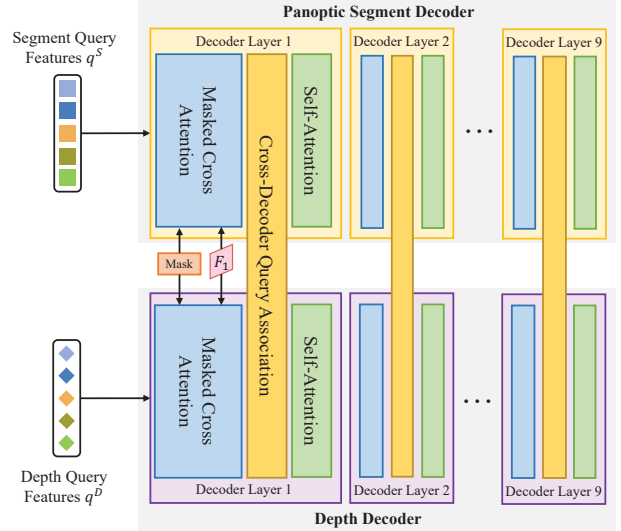 Panoptic Segment Decoder
Segment Query
Features q^S
Decoder Layer 1
Decoder Layer 2
Decoder Layer 9
Masked Cross
Attention
Cross-Decoder Query Association
Self-Attention
. . .
Mask
F_1
Masked Cross
Attention
Self-Attention
. . .
Depth Query
Features q^D
Decoder Layer 1
Decoder Layer 2
Decoder Layer 9
Depth Decoder